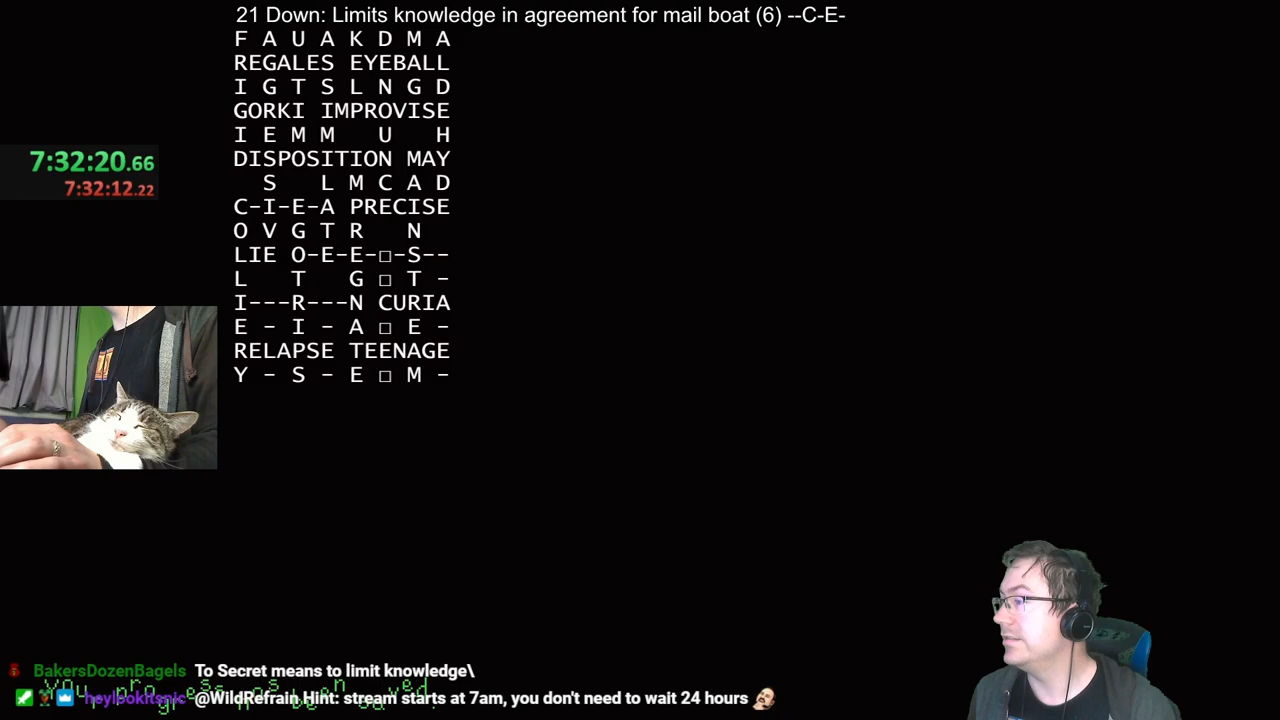 21 Down: Limits knowledge in agreement for mail boat (6) --C-E-
F A U A K D M A
REGALES EYEBALL
I G T S L N G D
GORKI IMPROVISE
I E M M   U   H
DISPOSITION MAY
  S   L M C A D
C-I-E-A PRECISE
O V G T R   N
LIE O-E-E-□-S--
L   T   G □ T -
I---R---N CURIA
E - I - A □ E -
RELAPSE TEENAGE
Y - S - E □ M -
7:32:20.66
7:32:12.22
BakersDozenBagels To Secret means to limit knowledge\
heylookitsnic @WildRefrain Hint: stream starts at 7am, you don't need to wait 24 hours